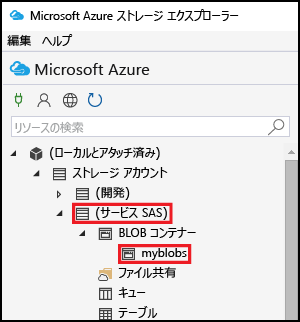 Microsoft Azure ストレージ エクスプローラー
編集 ヘルプ
Microsoft Azure
リソースの検索
(ローカルとアタッチ済み)
ストレージ アカウント
(開発)
(サービス SAS)
BLOB コンテナー
myblobs
ファイル共有
キュー
テーブル